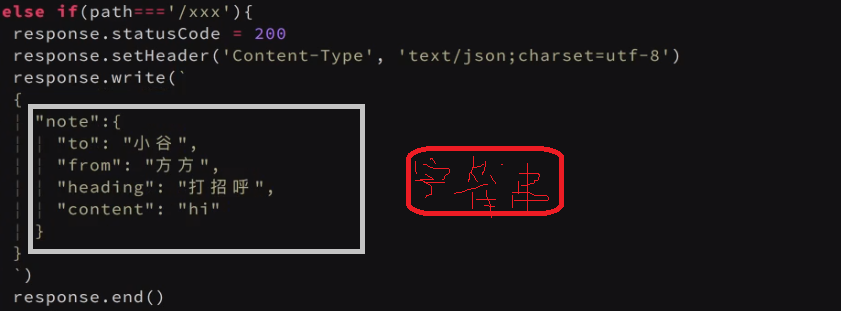 else if(path==='/xxx'){
response.statusCode = 200
response.setHeader('Content-Type', 'text/json;charset=utf-8')
response.write(`
{
"note":{
"to": "小谷",
"from": "方方",
"heading": "打招呼",
"content": "hi"
}
字符串
}
`)
response.end()